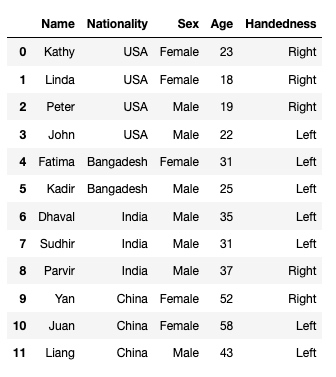 Name Nationality Sex Age Handedness
0 Kathy USA Female 23 Right
1 Linda USA Female 18 Right
2 Peter USA Male 19 Right
3 John USA Male 22 Left
4 Fatima Bangadesh Female 31 Left
5 Kadir Bangadesh Male 25 Left
6 Dhaval India Male 35 Left
7 Sudhir India Male 31 Left
8 Parvir India Male 37 Right
9 Yan China Female 52 Right
10 Juan China Female 58 Left
11 Liang China Male 43 Left